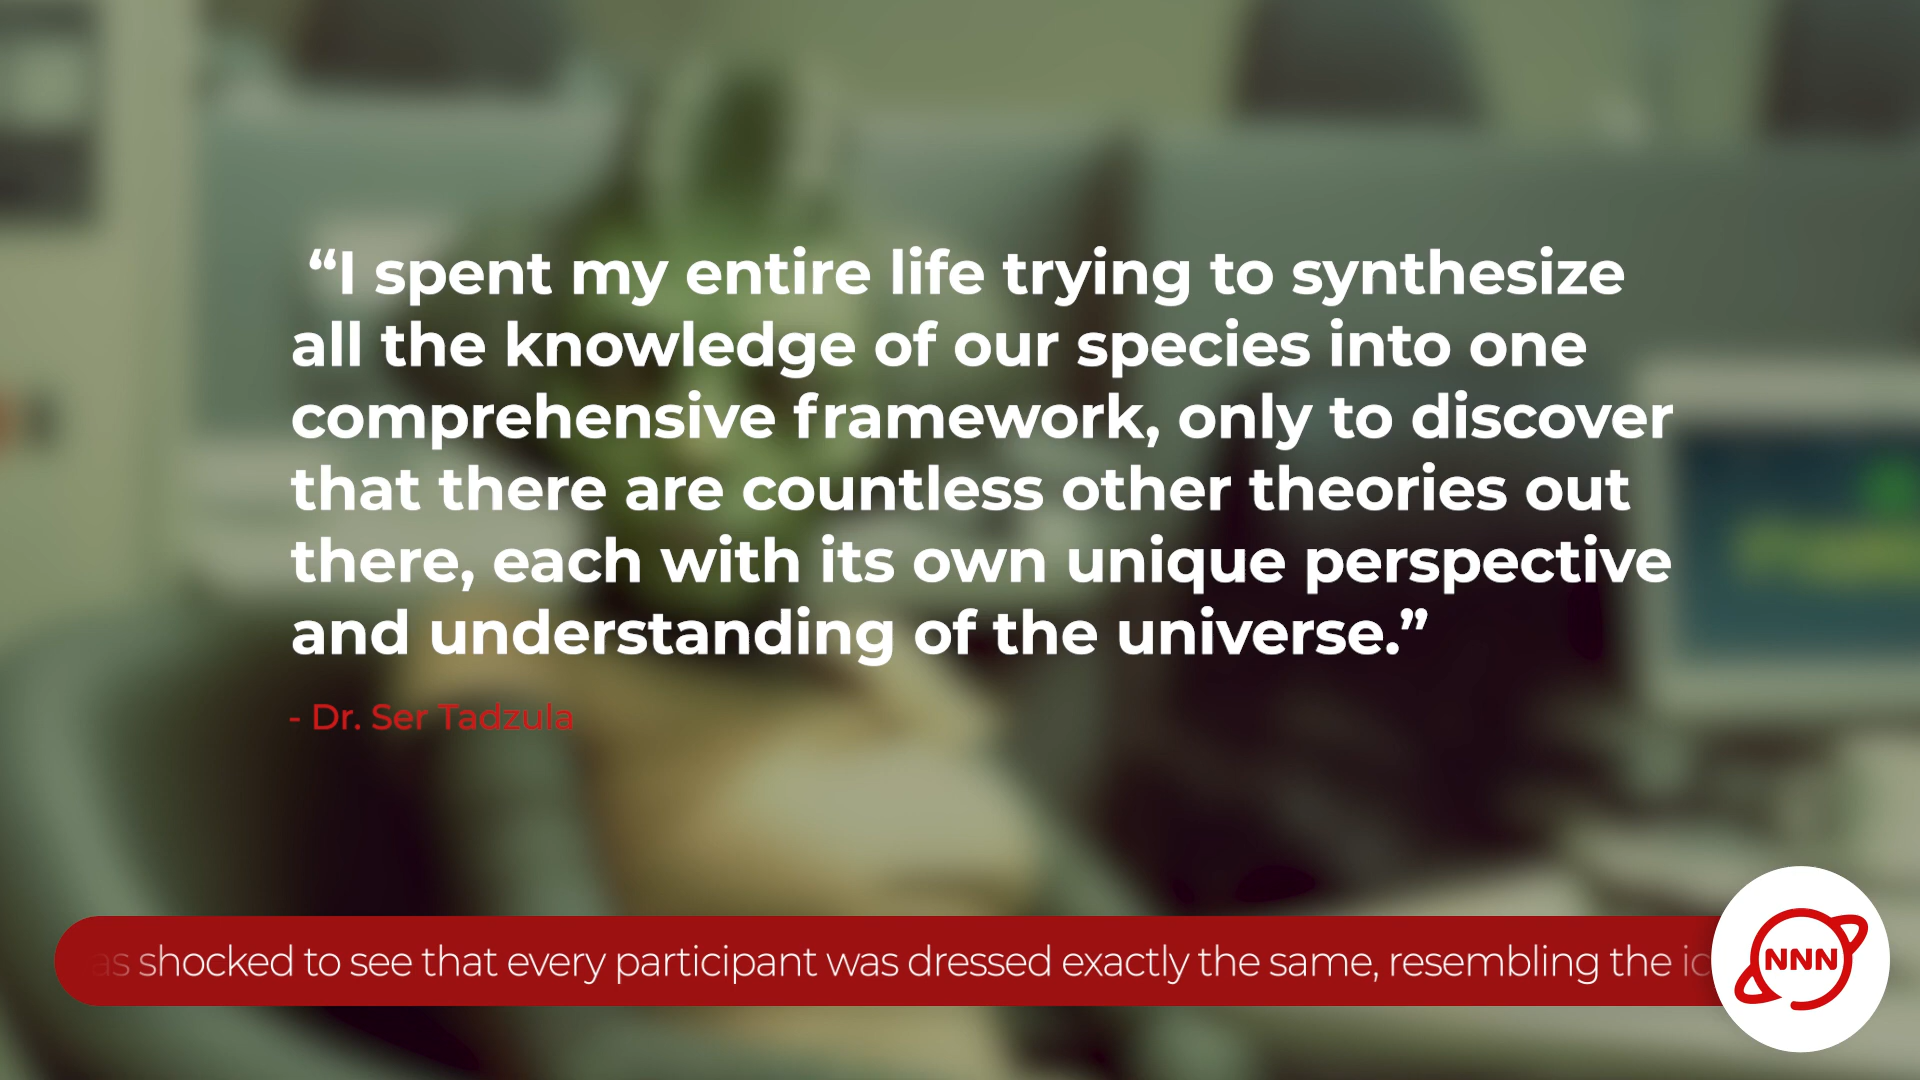 “I spent my entire life trying to synthesize
all the knowledge of our species into one
comprehensive framework, only to discover
that there are countless other theories out
there, each with its own unique perspective
and understanding of the universe.”
- Dr. Ser Tadzula
shocked to see that every participant was dressed exactly the same, resembling the
NNN